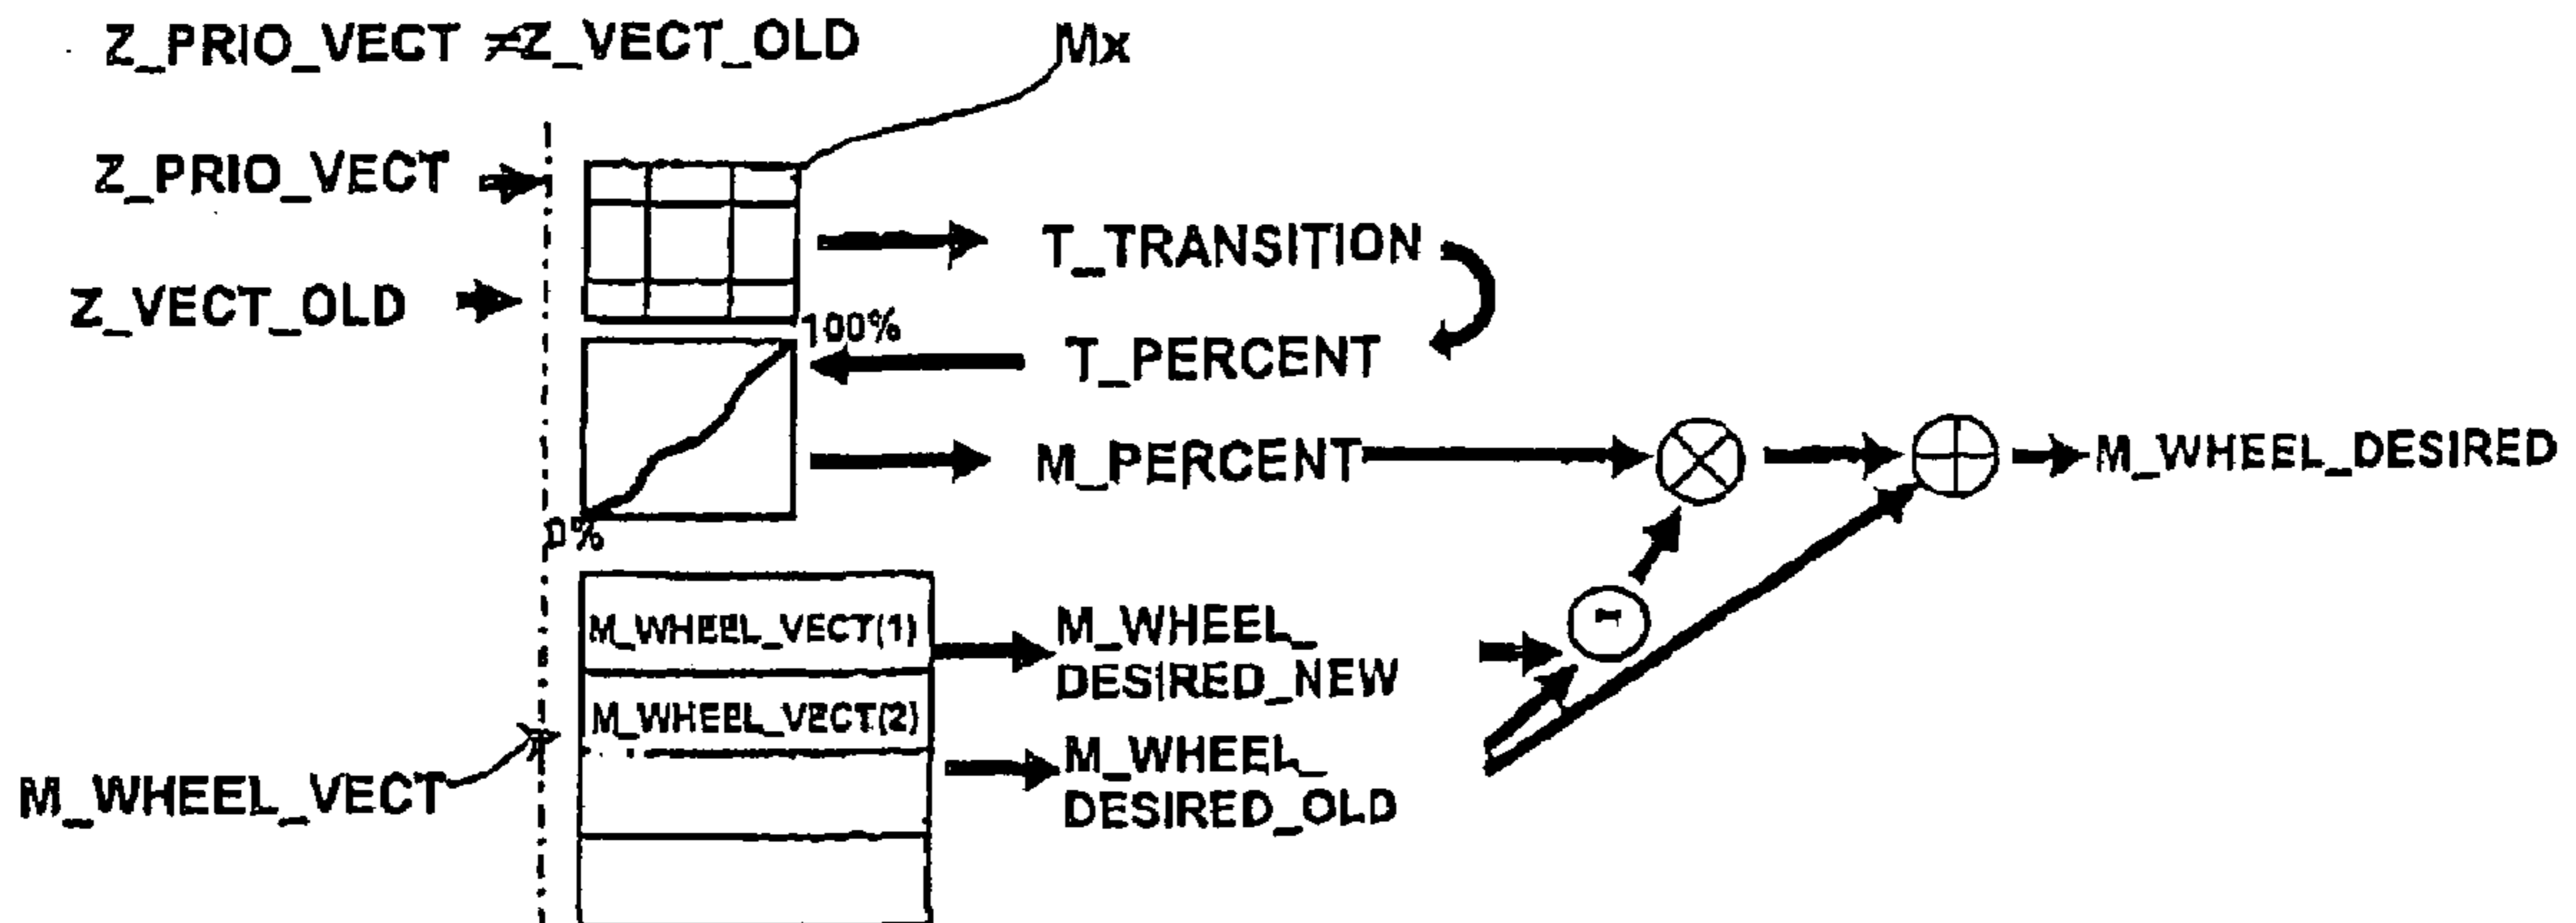 Z_PRIO_VECT ≠Z_VECT_OLD
Mx
Z_PRIO_VECT
T_TRANSITION
Z_VECT_OLD
100%
T_PERCENT
M_PERCENT
M_WHEEL_DESIRED
0%
-
M_WHEEL_VECT(1)
M_WHEEL_
DESIRED_NEW
M_WHEEL_VECT(2)
M_WHEEL_
DESIRED_OLD
M_WHEEL_VECT